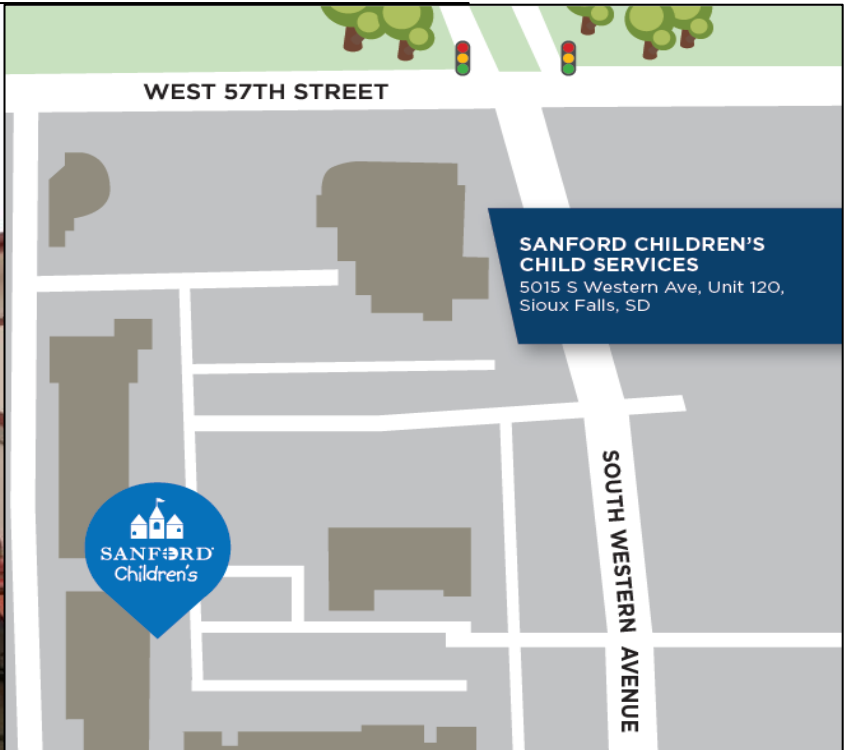 WEST 57TH STREET
SANFORD CHILDREN'S
CHILD SERVICES
5015 S Western Ave, Unit 120,
Sioux Falls, SD
SOUTH WESTERN AVENUE
SANFORD
Children's